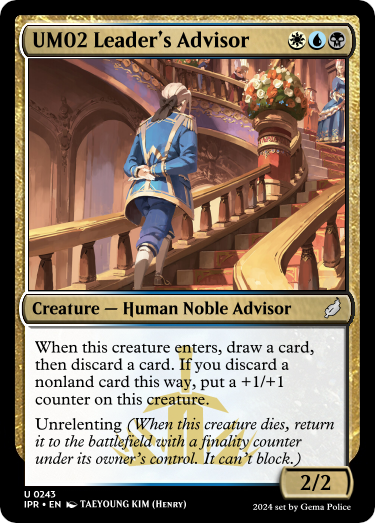 UM02 Leader's Advisor
Creature — Human Noble Advisor
When this creature enters, draw a card,
then discard a card. If you discard a
nonland card this way, put a +1/+1
counter on this creature.
Unrelenting (When this creature dies, return
it to the battlefield with a finality counter
under its owner's control. It can't block.)
2/2
U 0243
IPR • EN TAEYOUNG KIM (Henry)
2024 set by Gema Police